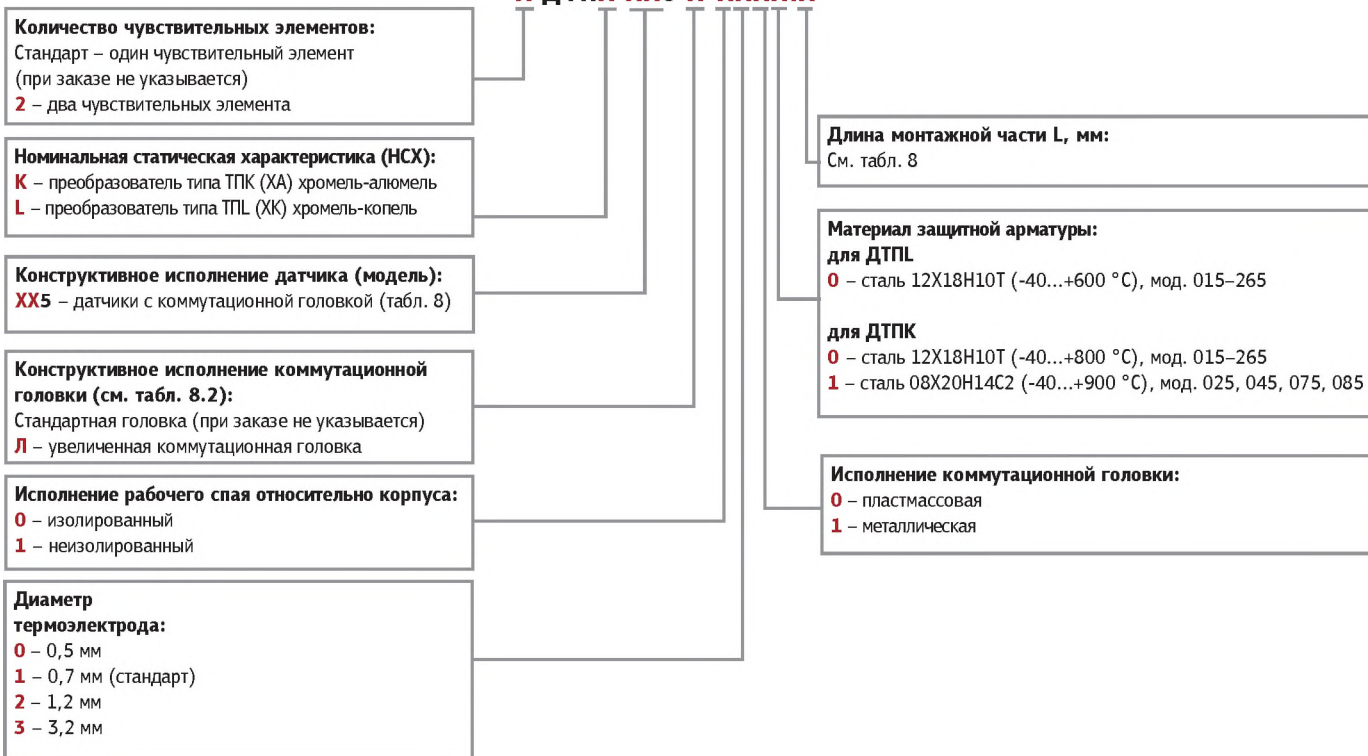 Количество чувствительных элементов:
Стандарт – один чувствительный элемент
(при заказе не указывается)
2 – два чувствительных элемента
Номинальная статическая характеристика (НСХ):
K – преобразователь типа ТПК (ХА) хромель-алюмель
L – преобразователь типа ТПL (ХК) хромель-копель
Конструктивное исполнение датчика (модель):
XX5 – датчики с коммутационной головкой (табл. 8)
Конструктивное исполнение коммутационной
головки (см. табл. 8.2):
Стандартная головка (при заказе не указывается)
Л – увеличенная коммутационная головка
Исполнение рабочего спая относительно корпуса:
0 – изолированный
1 – неизолированный
Диаметр
термоэлектрода:
0 – 0,5 мм
1 – 0,7 мм (стандарт)
2 – 1,2 мм
3 – 3,2 мм
Длина монтажной части L, мм:
См. табл. 8
Материал защитной арматуры:
для ДТПL
0 – сталь 12Х18Н10Т (-40...+600 °С), мод. 015–265
для ДТПК
0 – сталь 12Х18Н10Т (-40...+800 °С), мод. 015–265
1 – сталь 08Х20Н14С2 (-40...+900 °С), мод. 025, 045, 075, 085
Исполнение коммутационной головки:
0 – пластмассовая
1 – металлическая